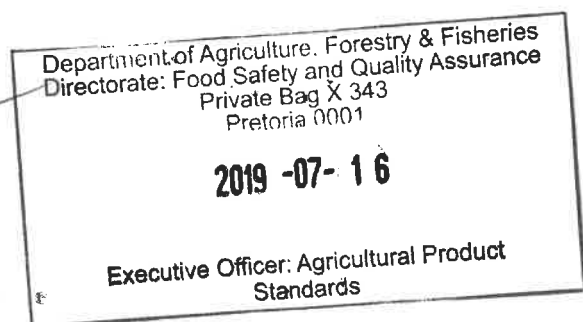 Department of Agriculture. Forestry & Fisheries
Directorate: Food Safety and Quality Assurance
Private Bag X 343
Pretoria 0001
2019 -07- 16
Executive Officer: Agricultural Product
Standards